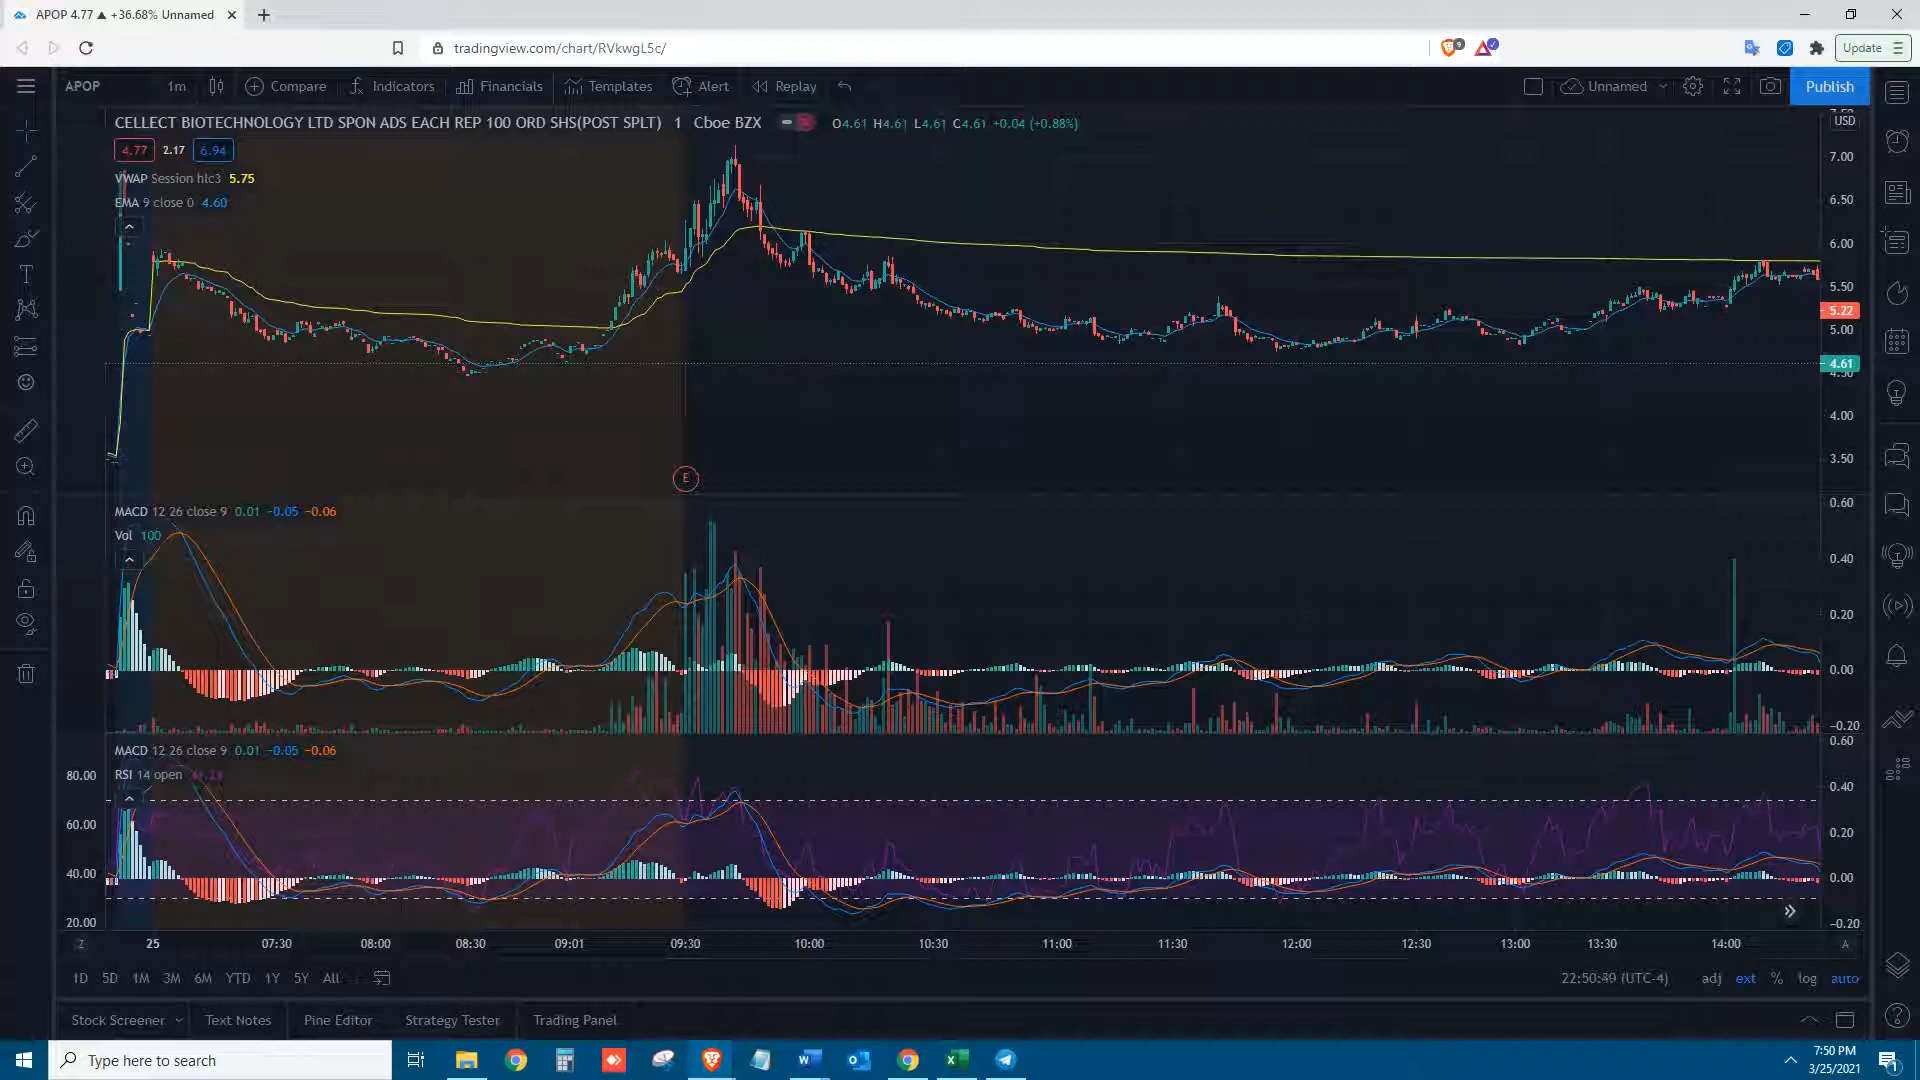 APOP 4.77 ▲ +36.68% Unnamed
tradingview.com/chart/RVkwgL5c/
9
Update
APOP 1m Compare Indicators Financials Templates Alert Replay Unnamed Publish
CELLECT BIOTECHNOLOGY LTD SPON ADS EACH REP 100 ORD SHS(POST SPLT) 1 Cboe BZX O4.61 H4.61 L4.61 C4.61 +0.04 (+0.88%)
USD
4.77 2.17 6.94
VWAP Session hlc3 5.75
EMA 9 close 0 4.60
7.00
6.50
6.00
5.50
5.22
5.00
4.61
4.50
4.00
3.50
E
MACD 12 26 close 9 0.01 −0.05 −0.06
Vol 100
0.60
0.40
0.20
0.00
−0.20
MACD 12 26 close 9 0.01 −0.05 −0.06
RSI 14 open
80.00
60.00
40.00
20.00
0.60
0.40
0.20
0.00
−0.20
Z 25 07:30 08:00 08:30 09:01 09:30 10:00 10:30 11:00 11:30 12:00 12:30 13:00 13:30 14:00 A
1D 5D 1M 3M 6M YTD 1Y 5Y All 22:50:49 (UTC-4) adj ext % log auto
Stock Screener Text Notes Pine Editor Strategy Tester Trading Panel
Type here to search
7:50 PM
3/25/2021
1